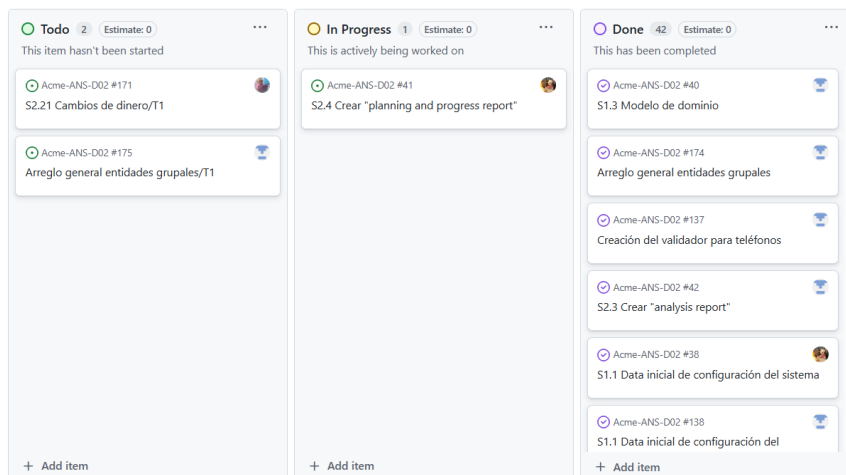 Todo 2 Estimate: 0
This item hasn't been started
Acme-ANS-D02 #171
S2.21 Cambios de dinero/T1
Acme-ANS-D02 #175
Arreglo general entidades grupales/T1
+ Add item
In Progress 1 Estimate: 0
This is actively being worked on
Acme-ANS-D02 #41
S2.4 Crear "planning and progress report"
+ Add item
Done 42 Estimate: 0
This has been completed
Acme-ANS-D02 #40
S1.3 Modelo de dominio
Acme-ANS-D02 #174
Arreglo general entidades grupales
Acme-ANS-D02 #137
Creación del validador para teléfonos
Acme-ANS-D02 #42
S2.3 Crear "analysis report"
Acme-ANS-D02 #38
S1.1 Data inicial de configuración del sistema
Acme-ANS-D02 #138
S1.1 Data inicial de configuración del
+ Add item